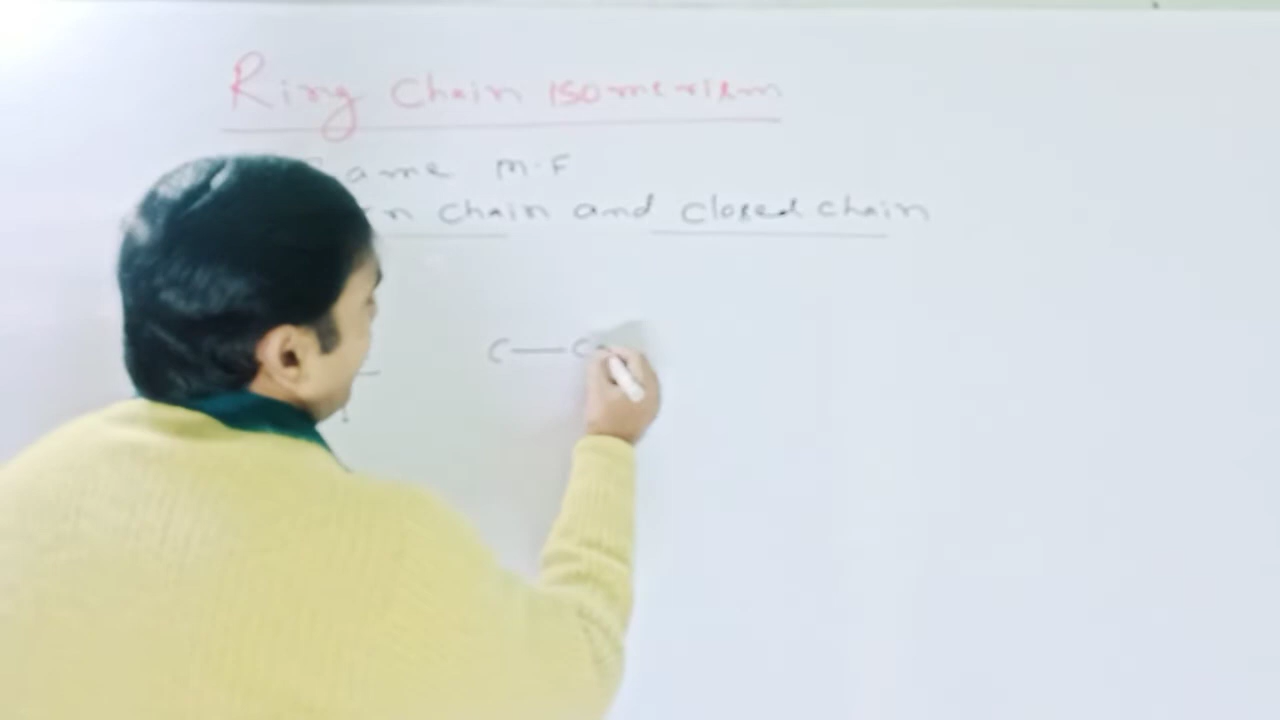 Ring Chain isomerism
ame M.F
n chain and closed chain
C — C